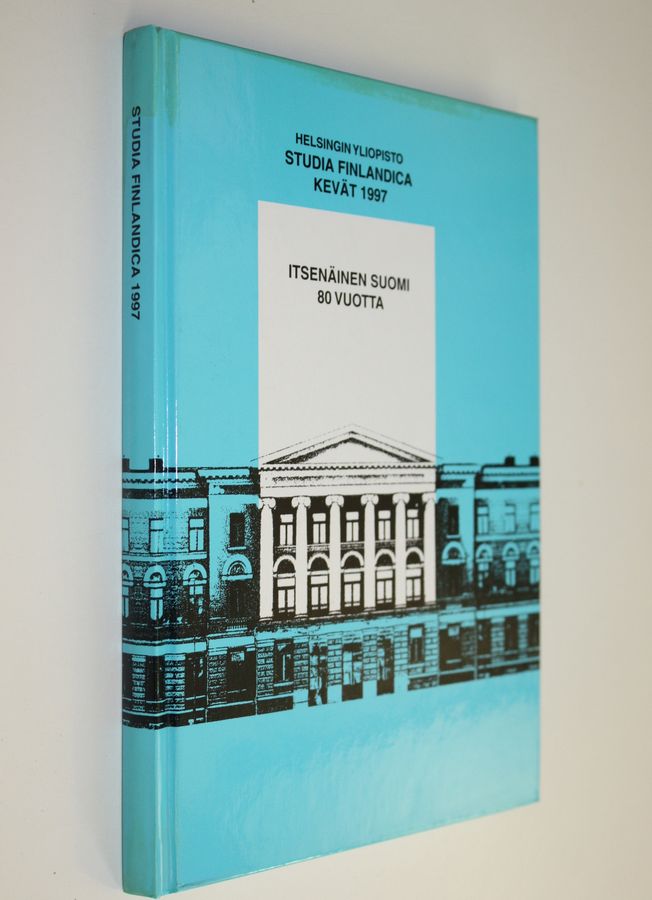 STUDIA FINLANDICA 1997
HELSINGIN YLIOPISTO
STUDIA FINLANDICA
KEVÄT 1997
ITSENÄINEN SUOMI
80 VUOTTA